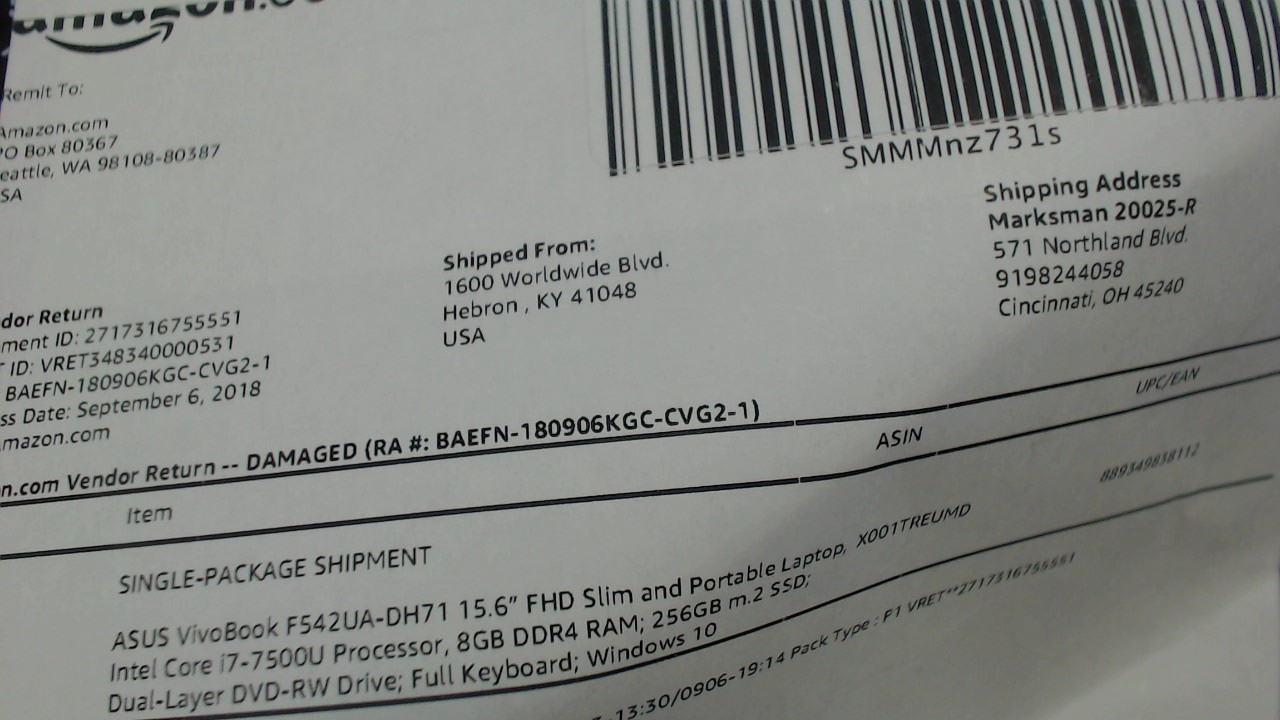 amazon.co
Remit To:
Amazon.com
PO Box 80367
eattle, WA 98108-80387
SA
SMMMnz731s
Shipping Address
Marksman 20025-R
571 Northland Blvd.
9198244058
Cincinnati, OH 45240
Shipped From:
1600 Worldwide Blvd.
Hebron , KY 41048
USA
dor Return
ment ID: 2717316755551
ID: VRET348340000531
BAEFN-180906KGC-CVG2-1
ss Date: September 6, 2018
mazon.com
n.com Vendor Return -- DAMAGED (RA #: BAEFN-180906KGC-CVG2-1)
Item ASIN UPC/EAN
SINGLE-PACKAGE SHIPMENT
ASUS VivoBook F542UA-DH71 15.6" FHD Slim and Portable Laptop, X001TREUMD 889349838112
Intel Core i7-7500U Processor, 8GB DDR4 RAM; 256GB m.2 SSD;
Dual-Layer DVD-RW Drive; Full Keyboard; Windows 10
13:30/0906-19:14 Pack Type : F1 VRET**2717316755551